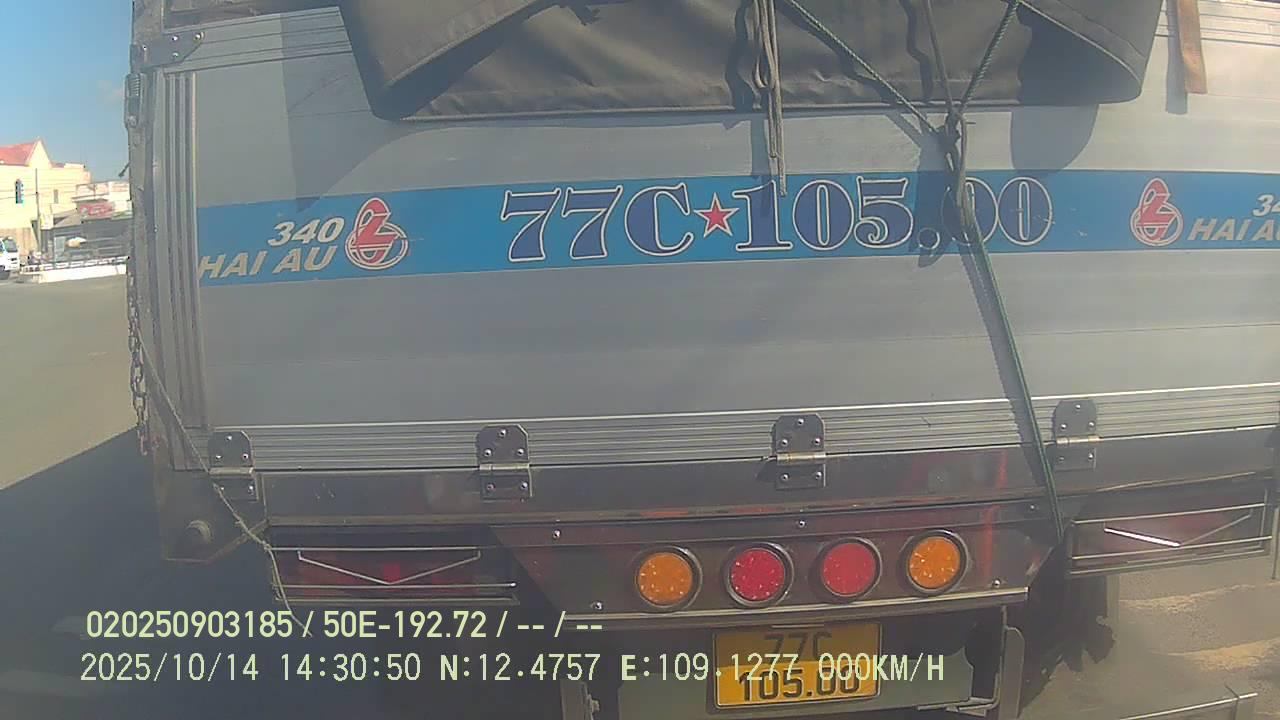 340
HAI AU
77C★105.00
34
HAI AU
020250903185 / 50E-192.72 / -- / --
77C
105.00
2025/10/14 14:30:50 N:12.4757 E:109.1277 000KM/H